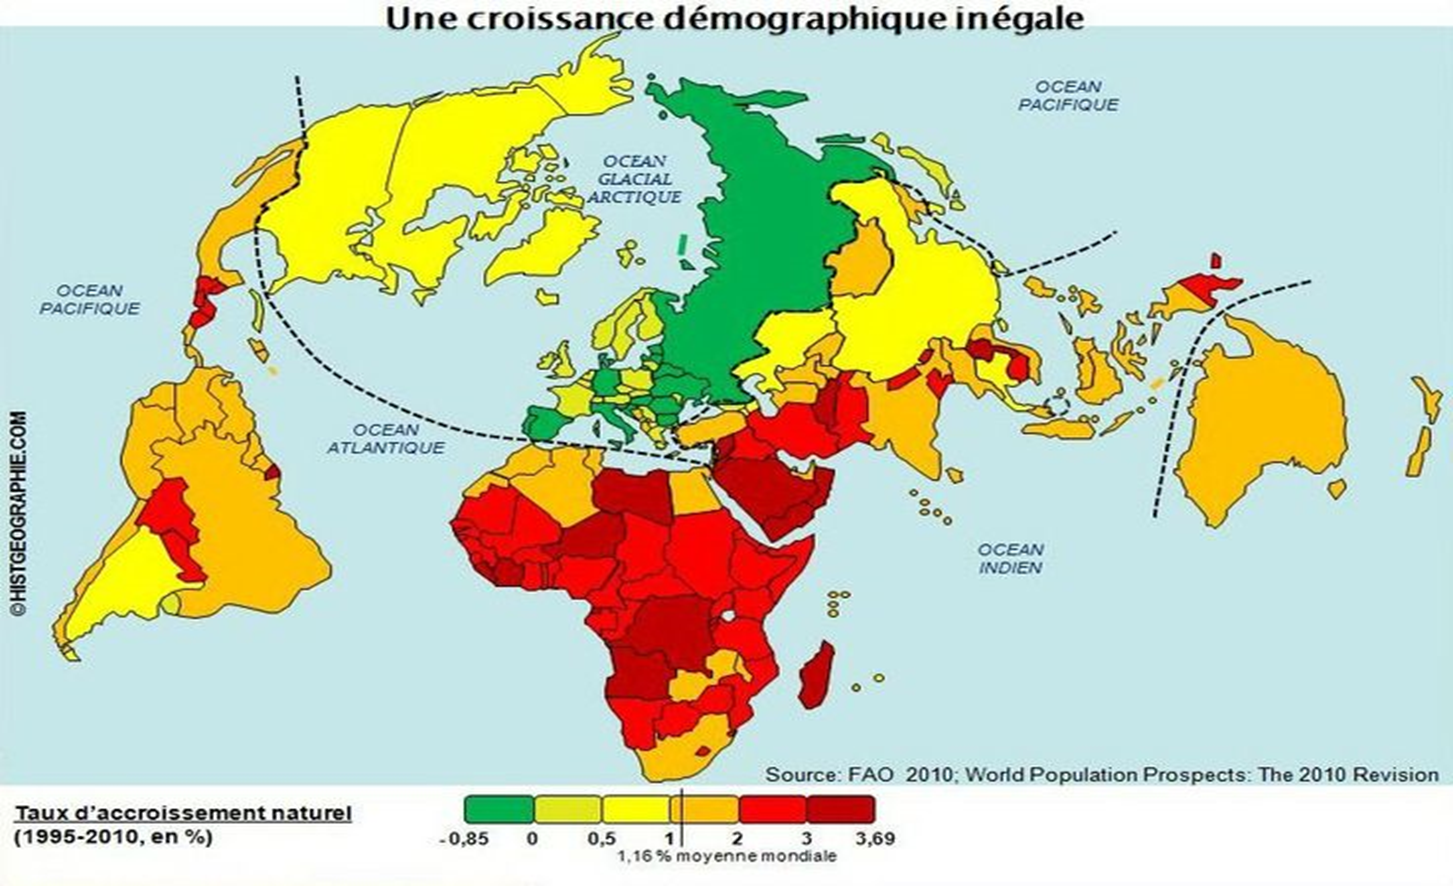 Une croissance démographique inégale
OCEAN
PACIFIQUE
OCEAN
GLACIAL
ARCTIQUE
OCEAN
PACIFIQUE
OCEAN
ATLANTIQUE
OCEAN
INDIEN
©HISTGEOGRAPHIE.COM
Source: FAO 2010; World Population Prospects: The 2010 Revision
Taux d’accroissement naturel
(1995-2010, en %)
-0,85 0 0,5 1 2 3 3,69
1,16 % moyenne mondiale